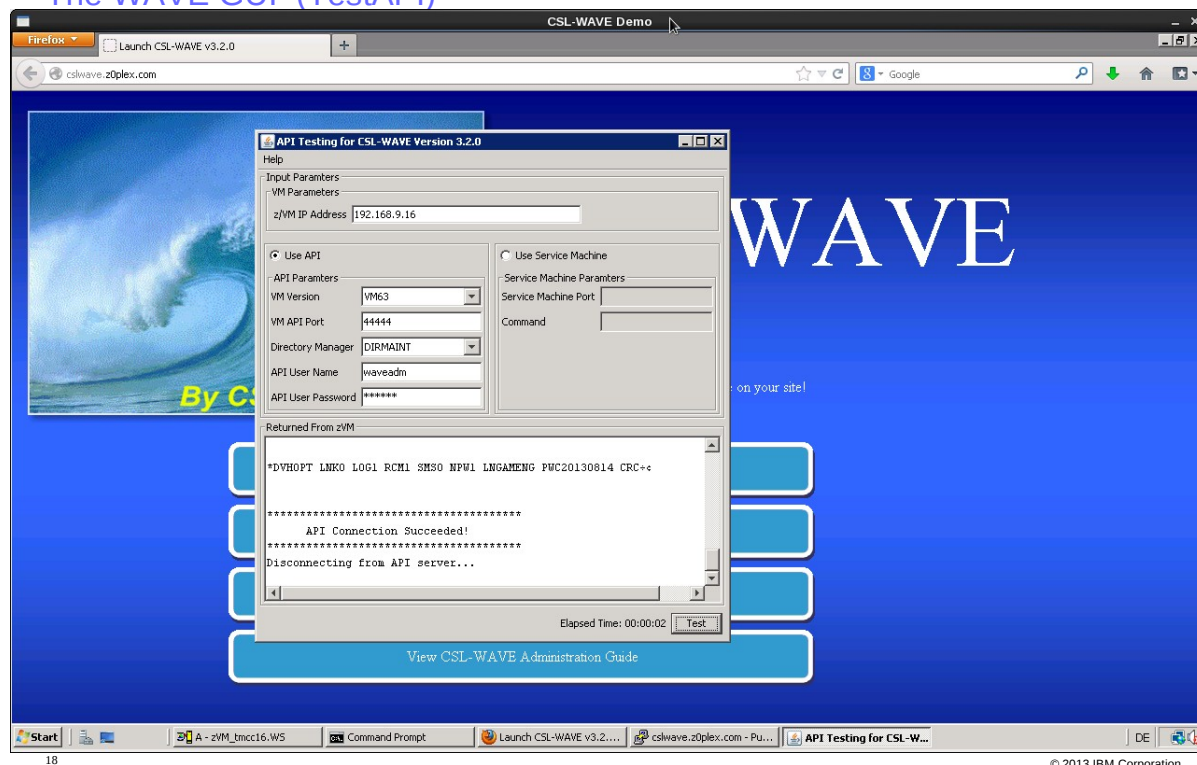 The WAVE GUI (TestAPI)
CSL-WAVE Demo
Firefox
Launch CSL-WAVE v3.2.0
cslwave.z0plex.com
Google
API Testing for CSL-WAVE Version 3.2.0
Help
Input Paramters
VM Parameters
z/VM IP Address 192.168.9.16
Use API
API Paramters
VM Version VM63
VM API Port 44444
Directory Manager DIRMAINT
API User Name waveadm
API User Password ******
Use Service Machine
Service Machine Paramters
Service Machine Port
Command
WAVE
By CS
on your site!
Returned From zVM
*DVHOPT LNK0 LOG1 RCM1 SMS0 NPW1 LNGAMENG PWC20130814 CRC÷¢
***************************************
API Connection Succeeded!
***************************************
Disconnecting from API server...
Elapsed Time: 00:00:02 Test
View CSL-WAVE Administration Guide
Start
A - zVM_tmcc16.WS
Command Prompt
Launch CSL-WAVE v3.2....
cslwave.z0plex.com - Pu...
API Testing for CSL-W...
DE
18
© 2013 IBM Corporation